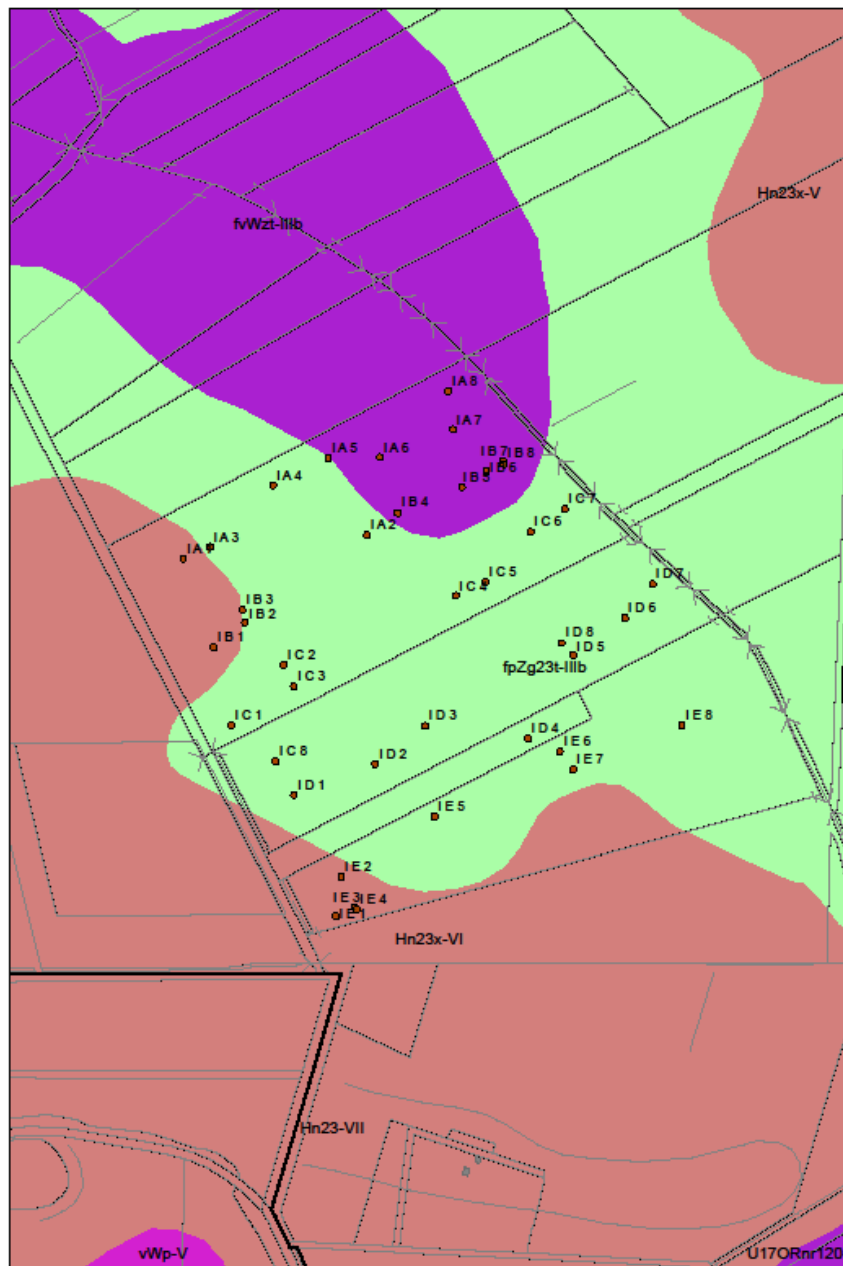 Hn23x-V
fvWzt-IIIb
IA8
IA7
IA5
IA6
IB7
IB8
IB6
IA4
IB5
IB4
IC7
IA2
IC6
IA3
IA1
IC5
ID7
IC4
IB3
IB2
ID6
IB1
ID8
ID5
IC2
fpZg23t-IIIb
IC3
IC1
ID3
IE8
ID4
IE6
IC8
ID2
IE7
ID1
IE5
IE2
IE3
IE4
IE1
Hn23x-VI
Hn23-VII
vWp-V
U17ORnr120